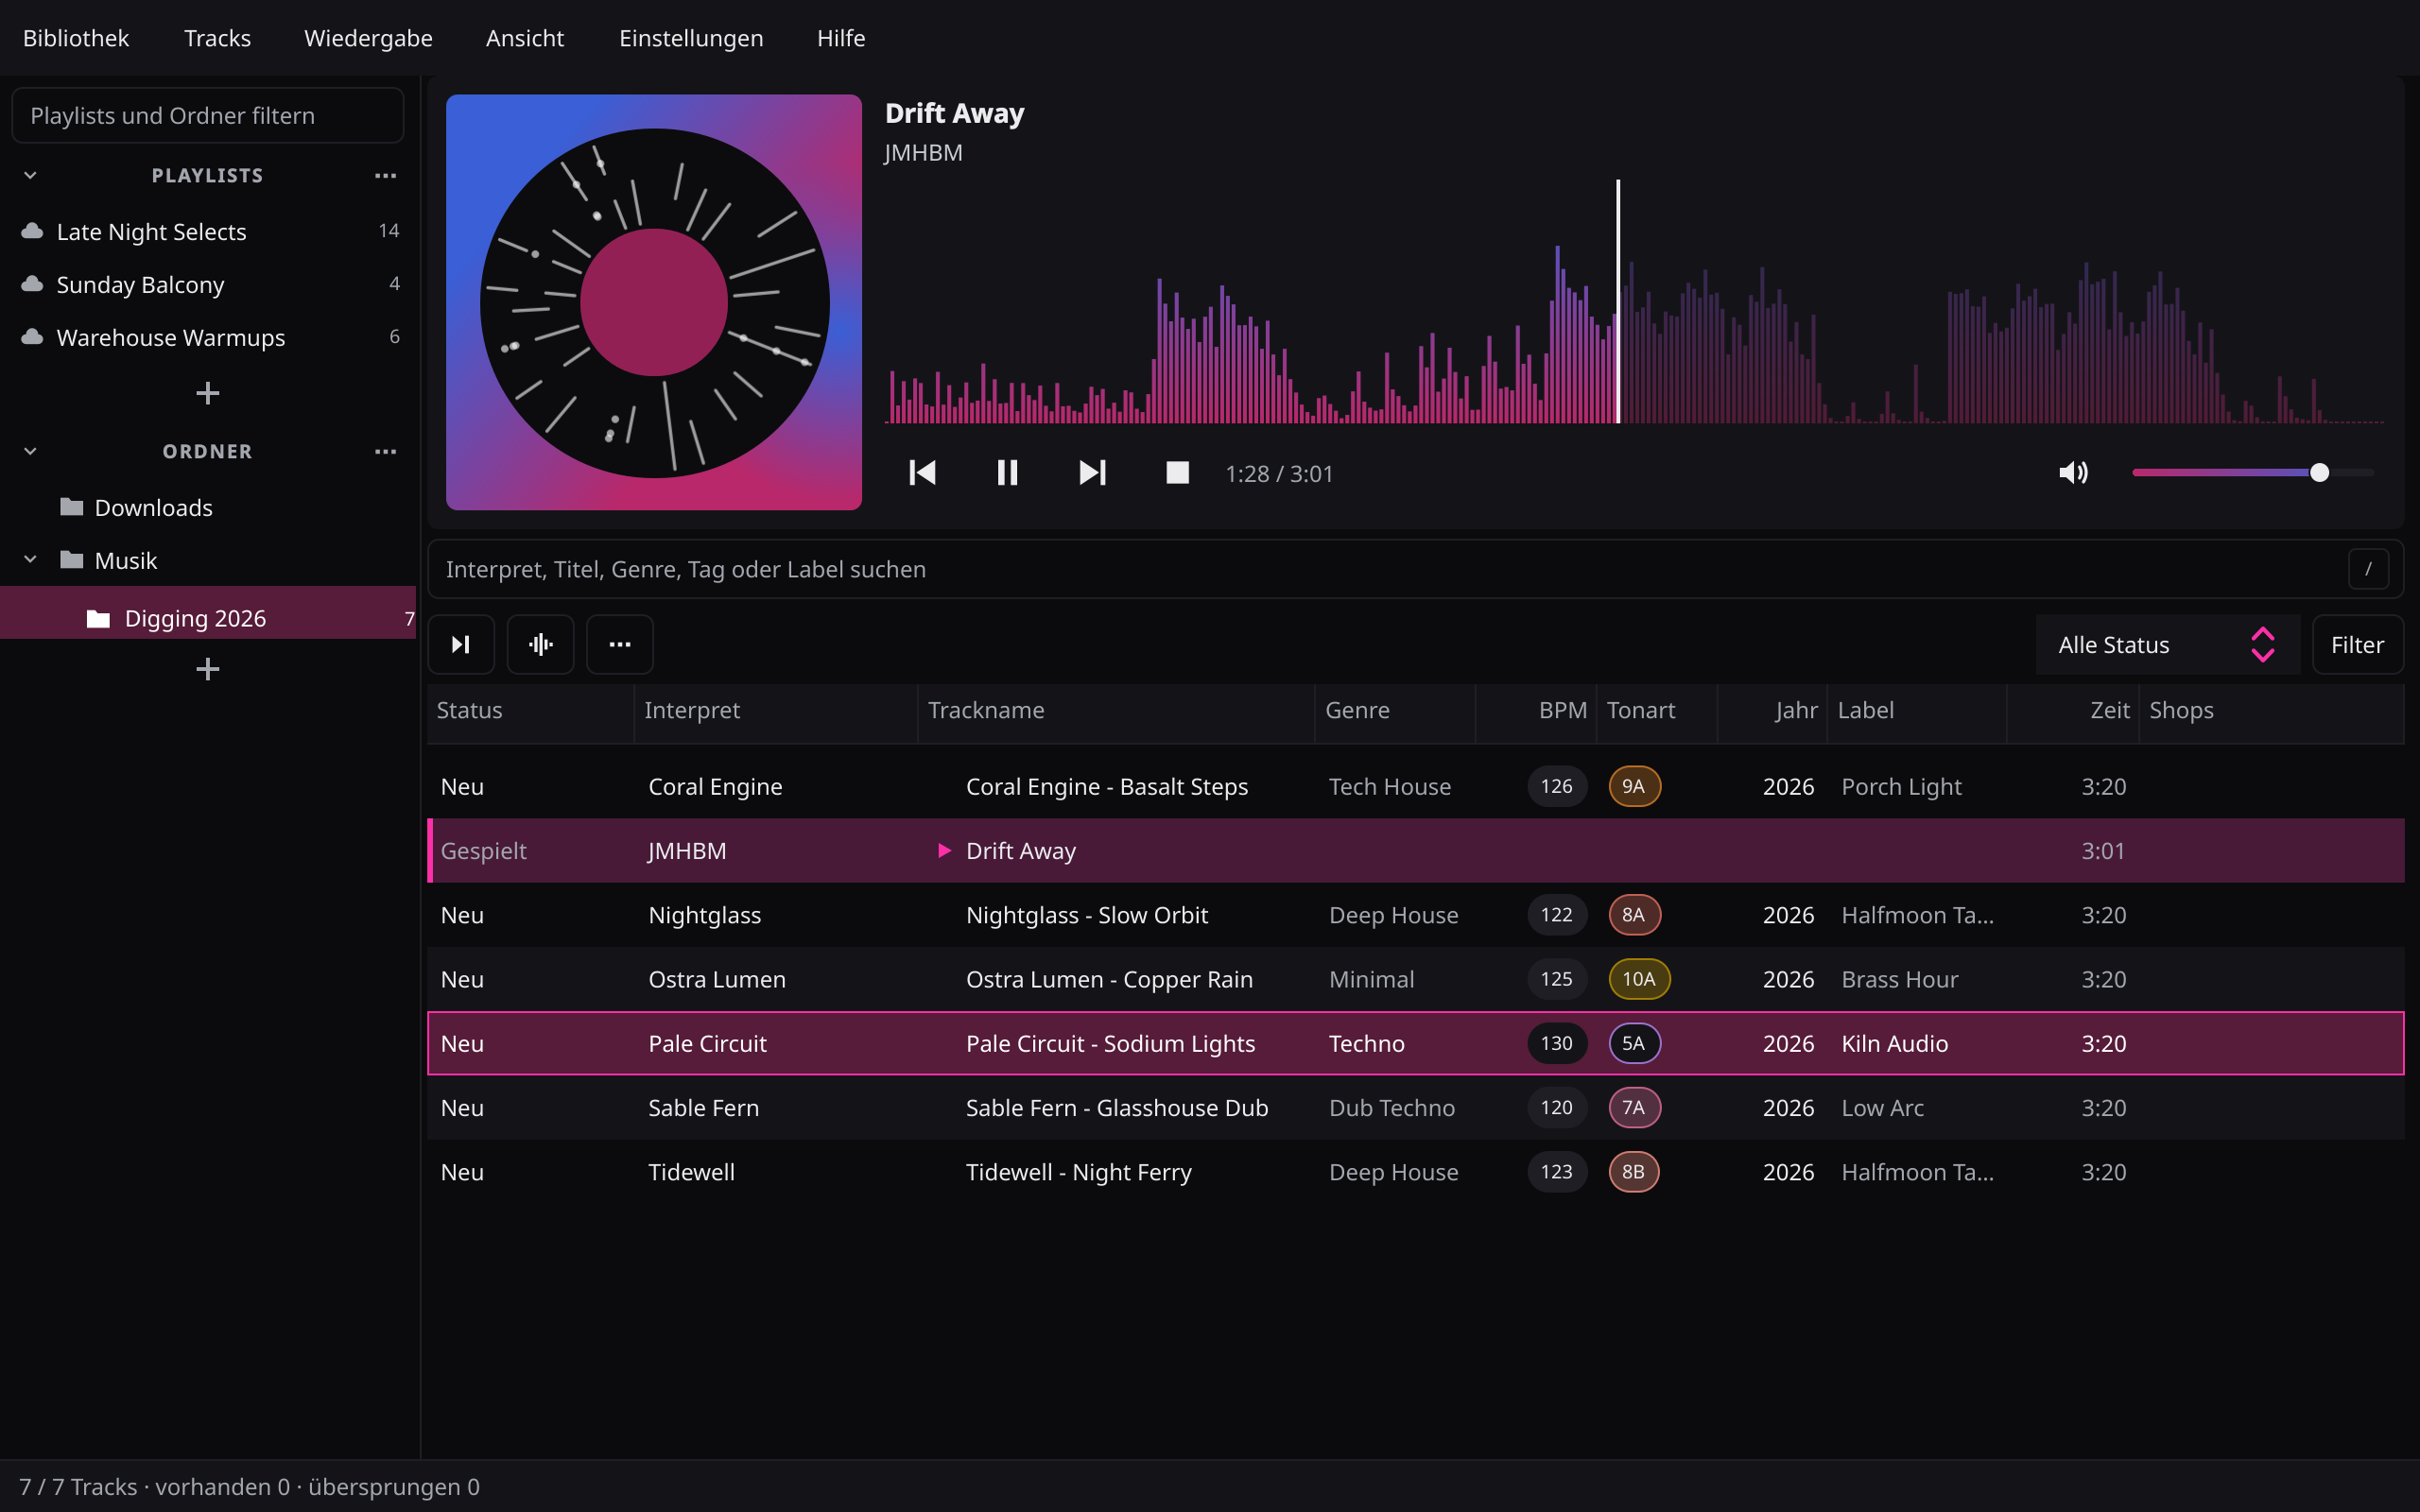 Bibliothek Tracks Wiedergabe Ansicht Einstellungen Hilfe
Playlists und Ordner filtern
PLAYLISTS ...
Late Night Selects 14
Sunday Balcony 4
Warehouse Warmups 6
+
ORDNER ...
Downloads
Musik
Digging 2026 7
+
Drift Away
JMHBM
1:28 / 3:01
Interpret, Titel, Genre, Tag oder Label suchen /
... Alle Status Filter
Status Interpret Trackname Genre BPM Tonart Jahr Label Zeit Shops
Neu Coral Engine Coral Engine - Basalt Steps Tech House 126 9A 2026 Porch Light 3:20
Gespielt JMHBM Drift Away 3:01
Neu Nightglass Nightglass - Slow Orbit Deep House 122 8A 2026 Halfmoon Ta... 3:20
Neu Ostra Lumen Ostra Lumen - Copper Rain Minimal 125 10A 2026 Brass Hour 3:20
Neu Pale Circuit Pale Circuit - Sodium Lights Techno 130 5A 2026 Kiln Audio 3:20
Neu Sable Fern Sable Fern - Glasshouse Dub Dub Techno 120 7A 2026 Low Arc 3:20
Neu Tidewell Tidewell - Night Ferry Deep House 123 8B 2026 Halfmoon Ta... 3:20
7 / 7 Tracks · vorhanden 0 · übersprungen 0